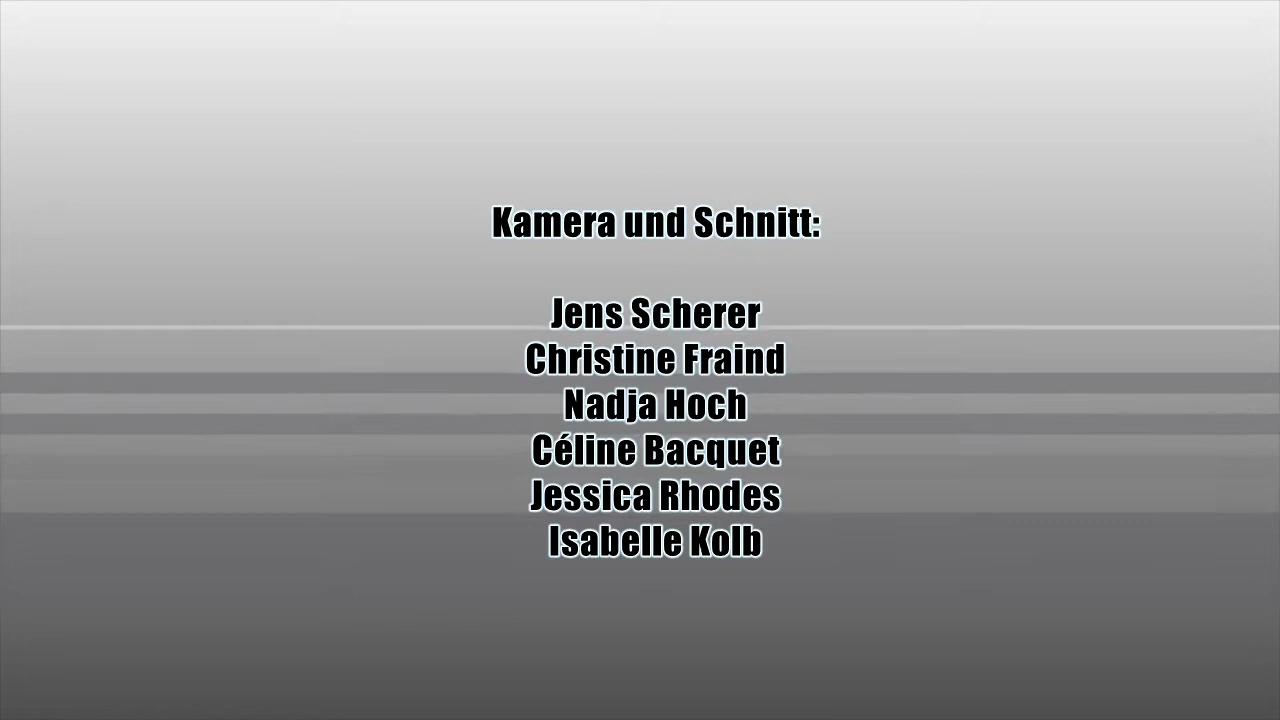 Kamera und Schnitt:
Jens Scherer
Christine Fraind
Nadja Hoch
Céline Bacquet
Jessica Rhodes
Isabelle Kolb